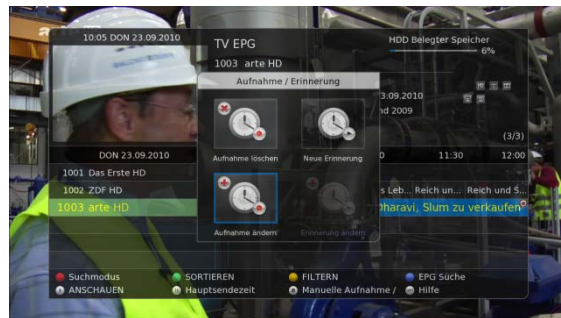 10:05 DON 23.09.2010
TV EPG
HDD Belegter Speicher
6%
1003 arte HD
Aufnahme / Erinnerung
3.09.2010
nd 2009
(3/3)
Aufnahme löschen
Neue Erinnerung
DON 23.09.2010
0
11:30
12:00
1001 Das Erste HD
1002 ZDF HD
s Leb... Reich un... Reich und S...
1003 arte HD
Dharavi, Slum zu verkaufen
Aufnahme ändern
Erinnerung ändern
Suchmodus
SORTIEREN
FILTERN
EPG Suche
ANSCHAUEN
Hauptsendezeit
Manuelle Aufnahme /
Hilfe